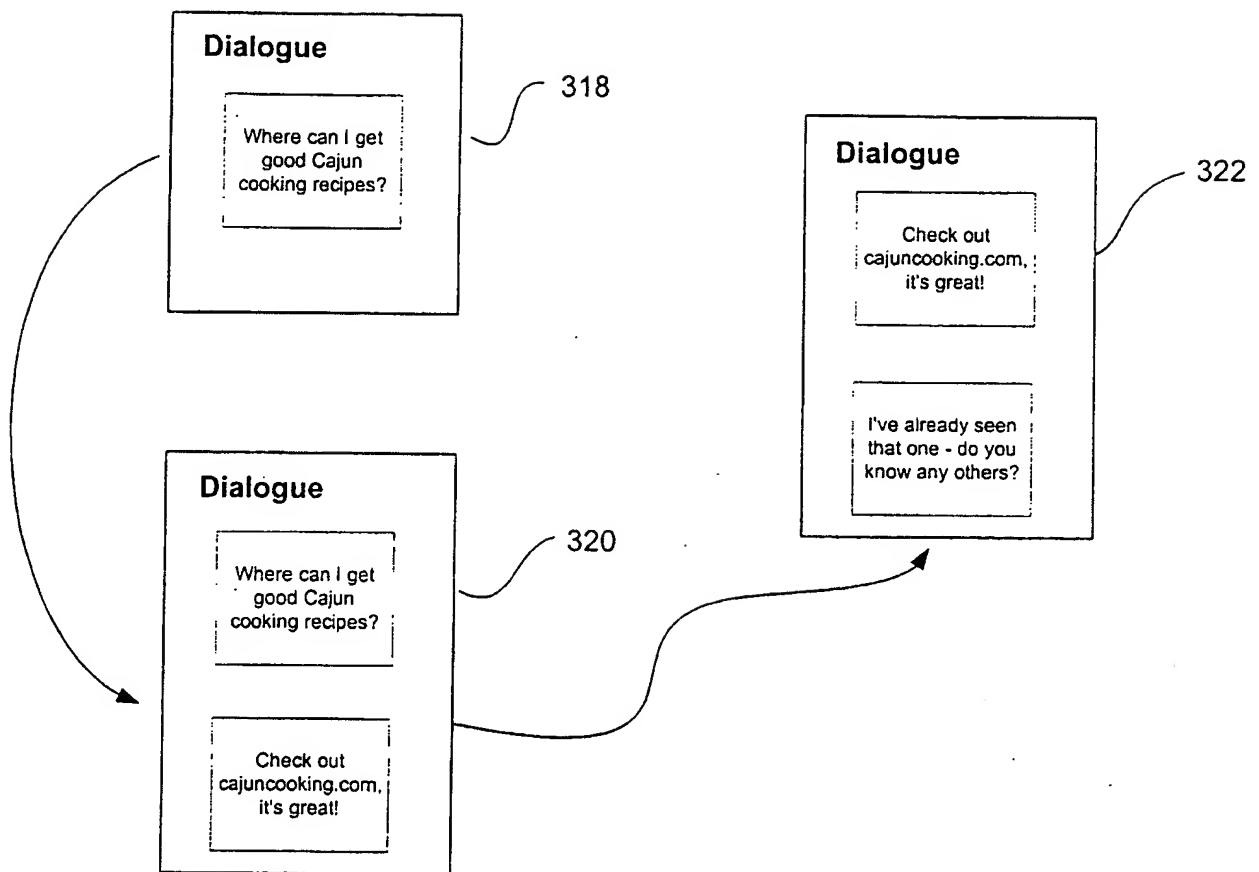 Dialogue
Where can I get
good Cajun
cooking recipes?
318
Dialogue
Where can I get
good Cajun
cooking recipes?
Check out
cajuncooking.com,
it's great!
320
Dialogue
Check out
cajuncooking.com,
it's great!
I've already seen
that one - do you
know any others?
322